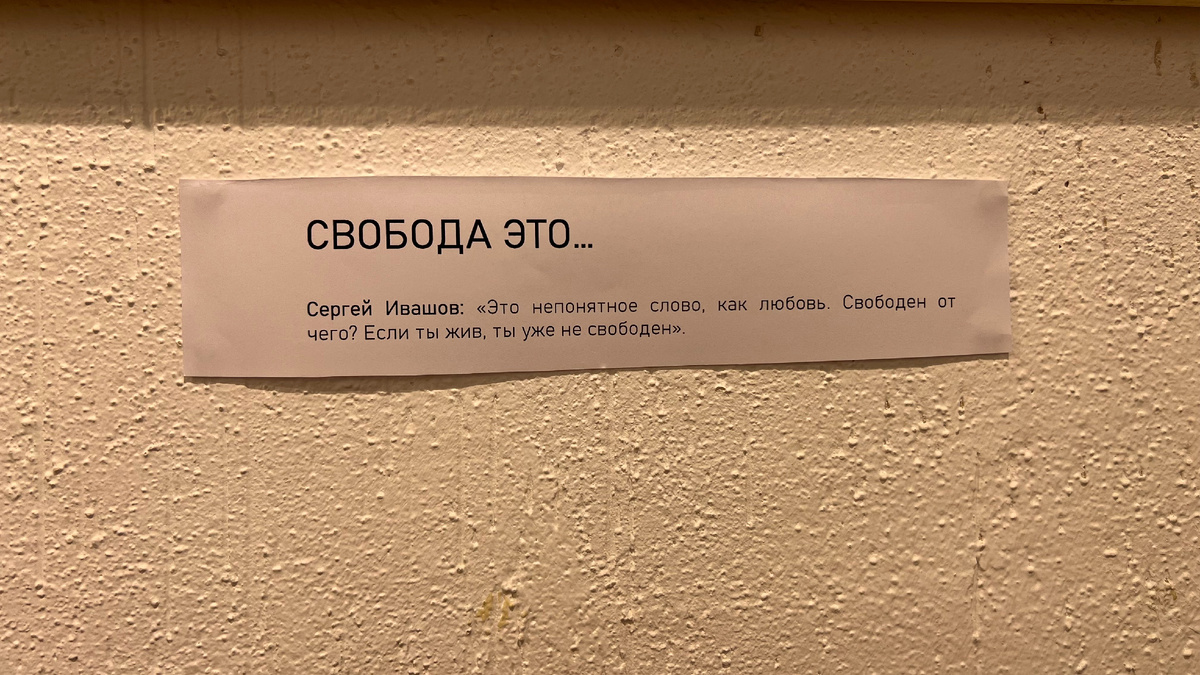 СВОБОДА ЭТО...
Сергей Ивашов: «Это непонятное слово, как любовь. Свободен от
чего? Если ты жив, ты уже не свободен».